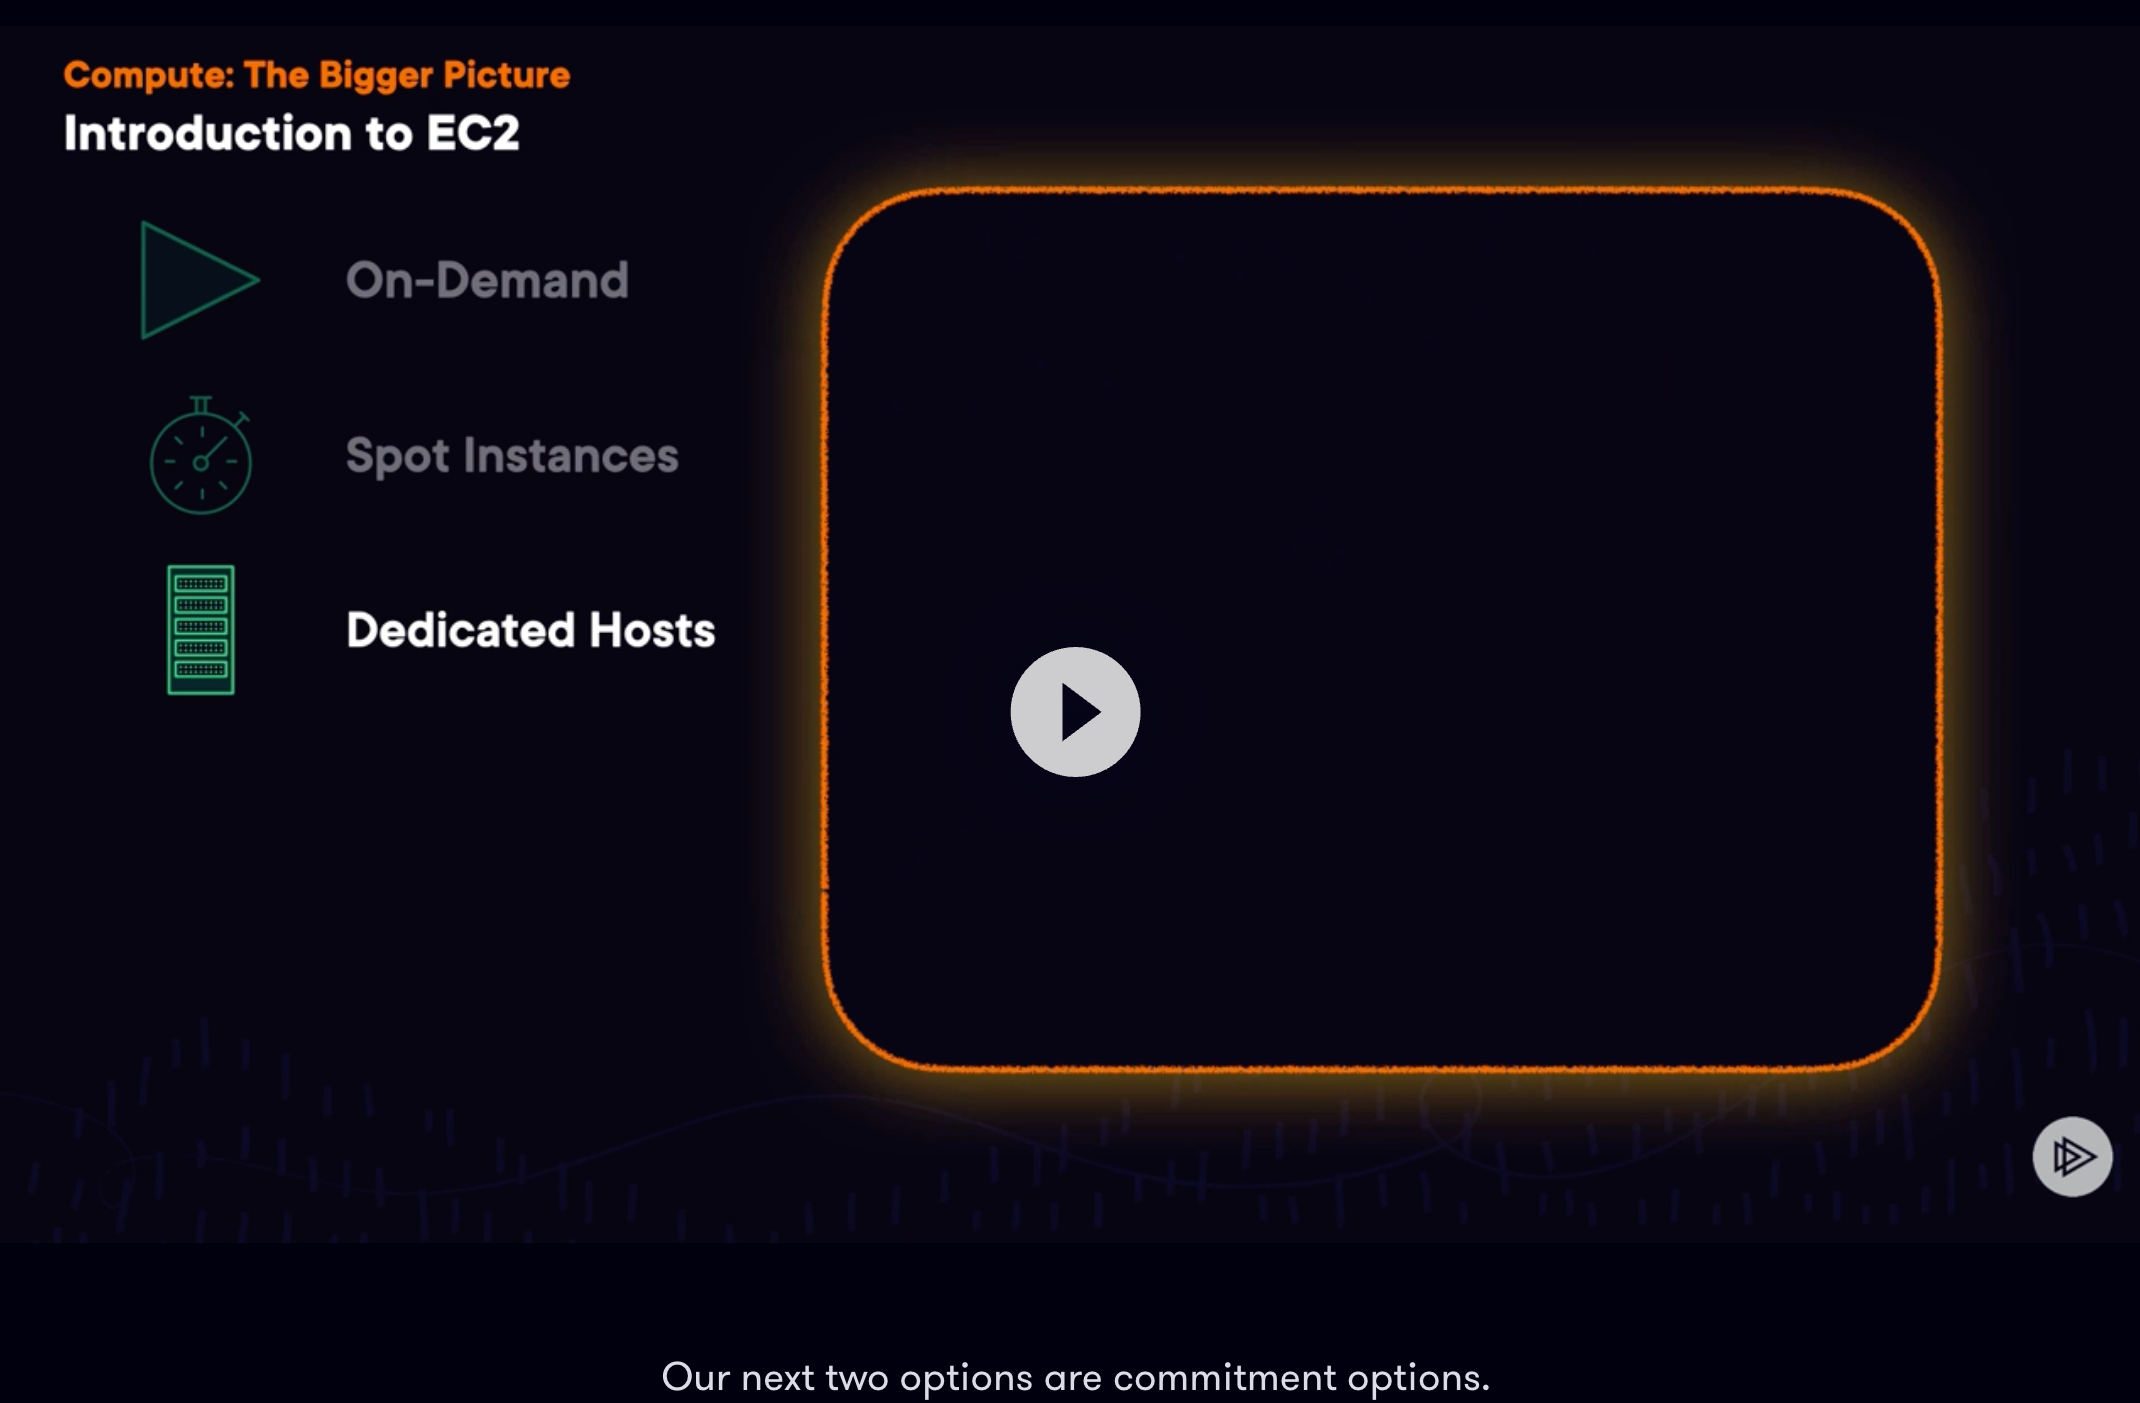 Compute: The Bigger Picture
Introduction to EC2
On-Demand
Spot Instances
Dedicated Hosts
Our next two options are commitment options.